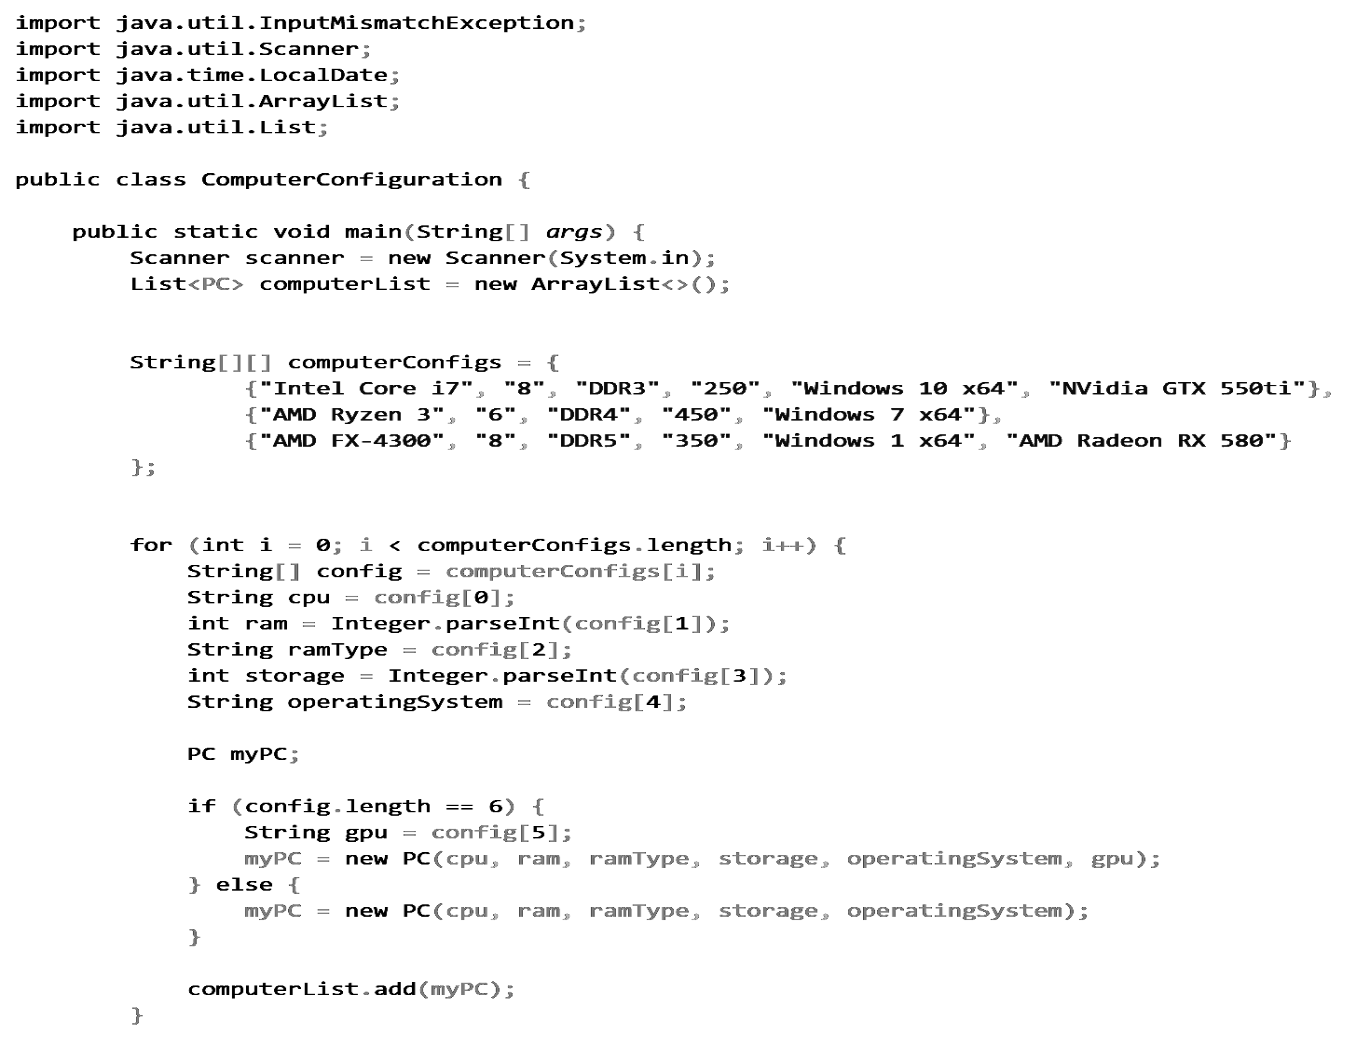 import java.util.InputMismatchException;
import java.util.Scanner;
import java.time.LocalDate;
import java.util.ArrayList;
import java.util.List;

public class ComputerConfiguration {

    public static void main(String[] args) {
        Scanner scanner = new Scanner(System.in);
        List<PC> computerList = new ArrayList<>();


        String[][] computerConfigs = {
                {"Intel Core i7", "8", "DDR3", "250", "Windows 10 x64", "NVidia GTX 550ti"},
                {"AMD Ryzen 3", "6", "DDR4", "450", "Windows 7 x64"},
                {"AMD FX-4300", "8", "DDR5", "350", "Windows 1 x64", "AMD Radeon RX 580"}
        };


        for (int i = 0; i < computerConfigs.length; i++) {
            String[] config = computerConfigs[i];
            String cpu = config[0];
            int ram = Integer.parseInt(config[1]);
            String ramType = config[2];
            int storage = Integer.parseInt(config[3]);
            String operatingSystem = config[4];

            PC myPC;

            if (config.length == 6) {
                String gpu = config[5];
                myPC = new PC(cpu, ram, ramType, storage, operatingSystem, gpu);
            } else {
                myPC = new PC(cpu, ram, ramType, storage, operatingSystem);
            }

            computerList.add(myPC);
        }